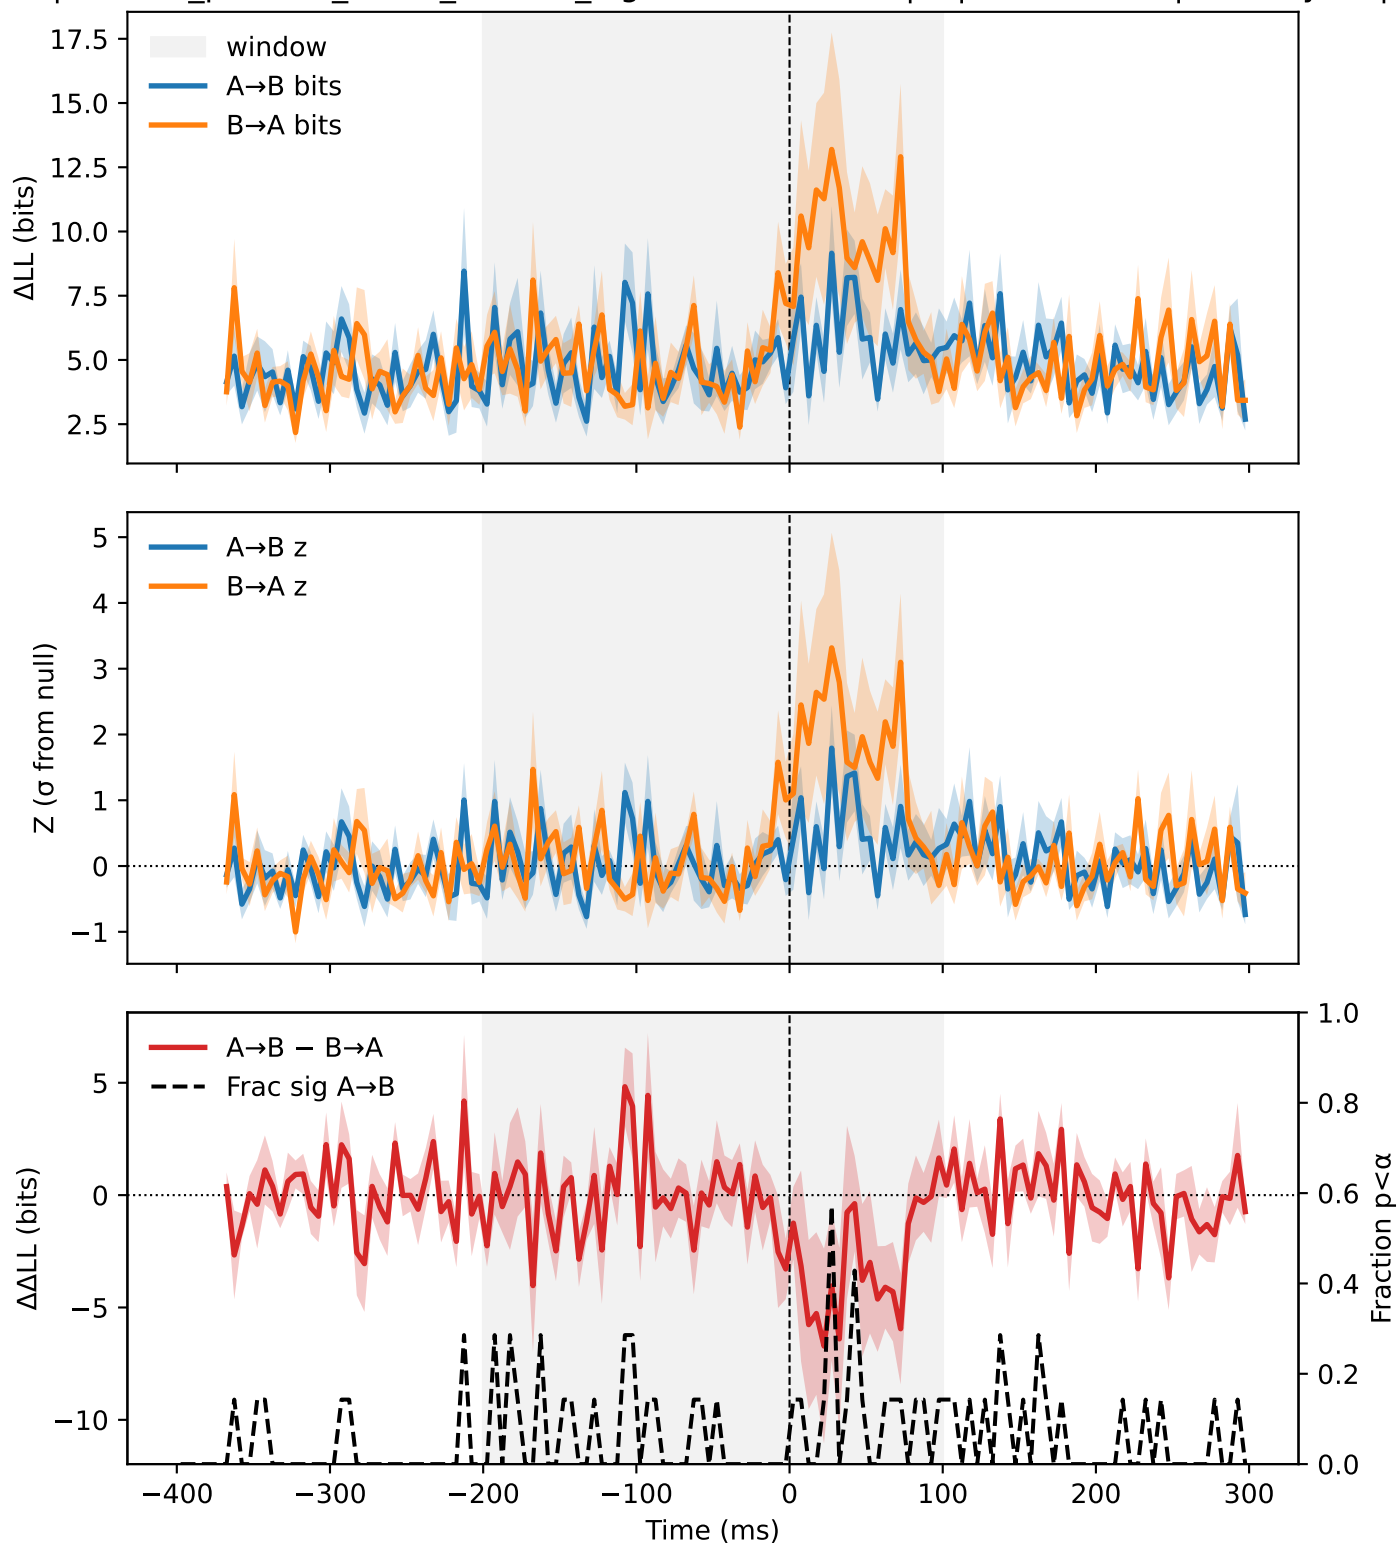 17.5
15.0
12.5
10.0
7.5
5.0
2.5
ΔLL (bits)
window
A→B bits
B→A bits
5
4
3
2
1
0
−1
Z (σ from null)
A→B z
B→A z
5
0
−5
−10
ΔΔLL (bits)
A→B − B→A
Frac sig A→B
1.0
0.8
0.6
0.4
0.2
0.0
Fraction p<α
−400 −300 −200 −100 0 100 200 300
Time (ms)